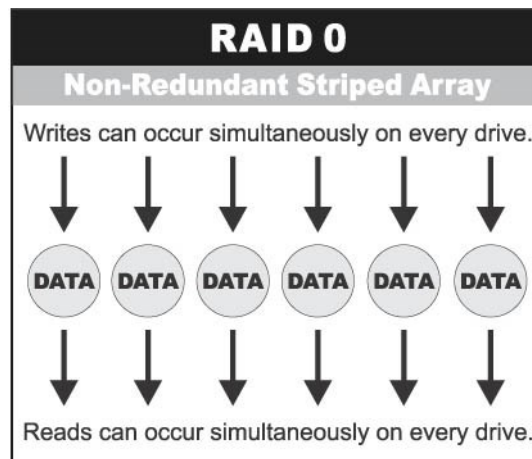 RAID 0
Non-Redundant Striped Array
Writes can occur simultaneously on every drive.
DATA DATA DATA DATA DATA DATA
Reads can occur simultaneously on every drive.